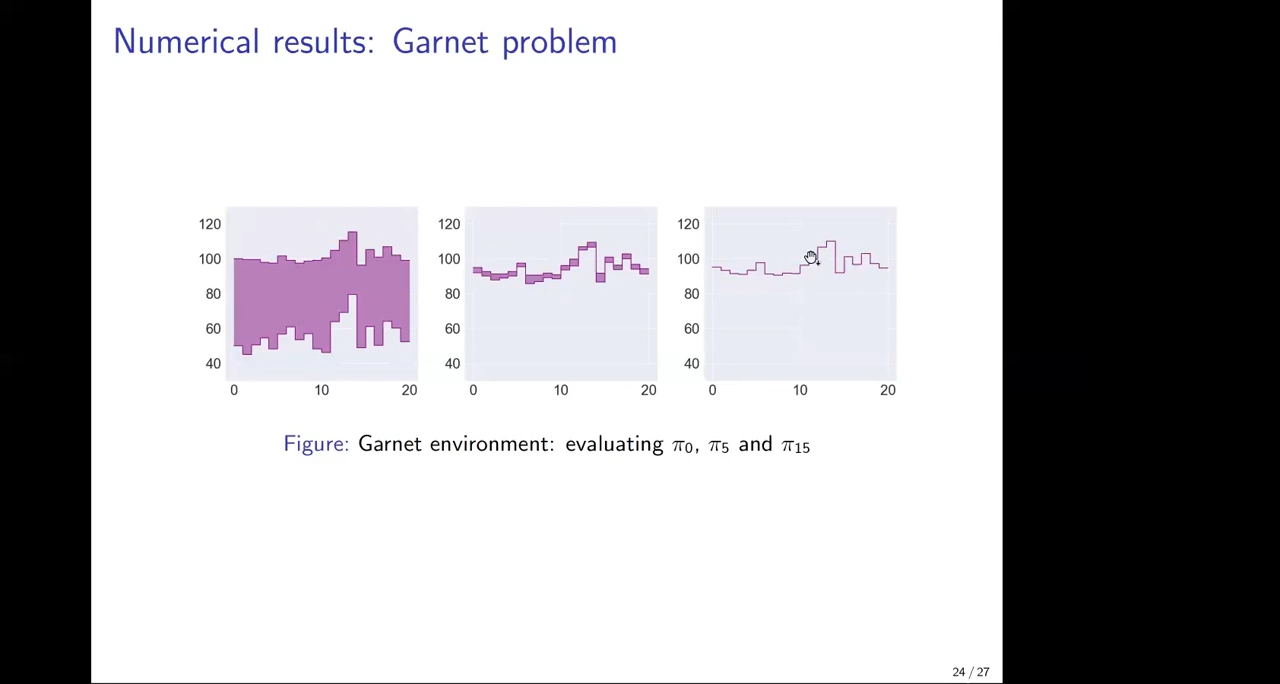 Numerical results: Garnet problem
120
100
80
60
40
0 10 20
120
100
80
60
40
0 10 20
120
100
80
60
40
0 10 20
Figure: Garnet environment: evaluating π₀, π₅ and π₁₅
24 / 27